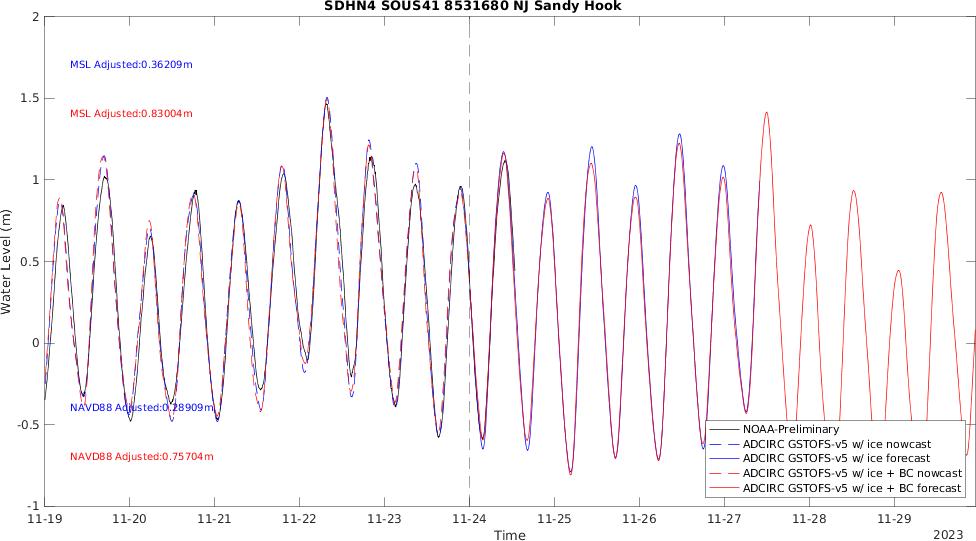 SDHN4 SOUS41 8531680 NJ Sandy Hook
2
1.5
1
0.5
0
-0.5
-1
Water Level (m)
MSL Adjusted:0.36209m
MSL Adjusted:0.83004m
NAVD88 Adjusted:0.28909m
NAVD88 Adjusted:0.75704m
NOAA-Preliminary
ADCIRC GSTOFS-v5 w/ ice nowcast
ADCIRC GSTOFS-v5 w/ ice forecast
ADCIRC GSTOFS-v5 w/ ice + BC nowcast
ADCIRC GSTOFS-v5 w/ ice + BC forecast
11-19 11-20 11-21 11-22 11-23 11-24 11-25 11-26 11-27 11-28 11-29
Time
2023